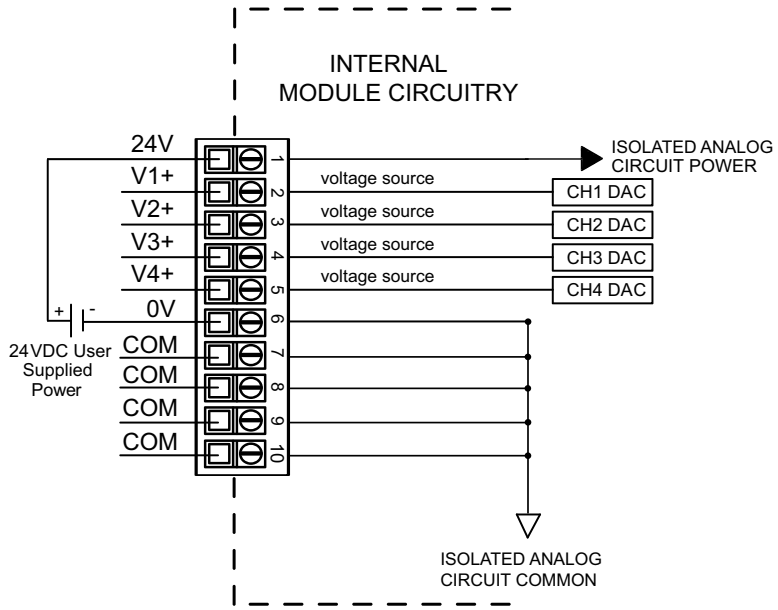 INTERNAL
MODULE CIRCUITRY
24V
1
ISOLATED ANALOG
CIRCUIT POWER
V1+
2
voltage source
CH1 DAC
V2+
3
voltage source
CH2 DAC
V3+
4
voltage source
CH3 DAC
V4+
5
voltage source
CH4 DAC
+ -
0V
6
24VDC User
Supplied
Power
COM
7
COM
8
COM
9
COM
10
ISOLATED ANALOG
CIRCUIT COMMON